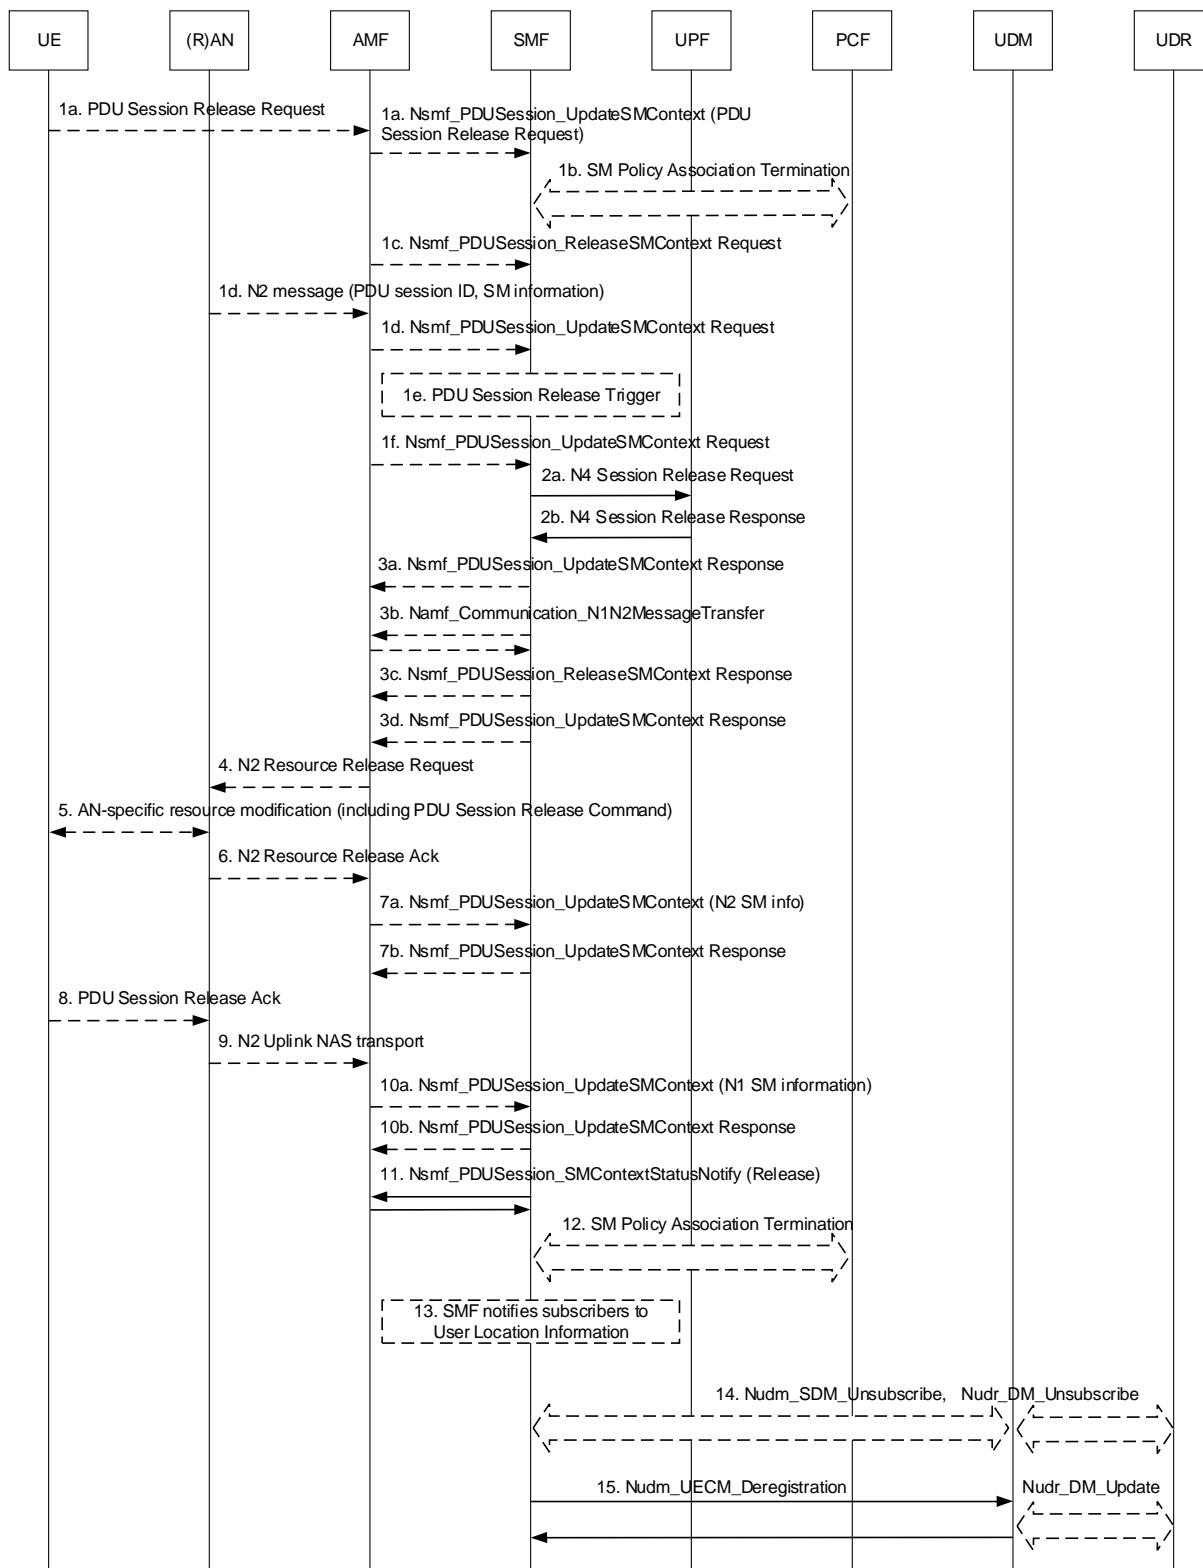 UE
(R)AN
AMF
SMF
UPF
PCF
UDM
UDR
1a. PDU Session Release Request
1a. Nsmf_PDUSession_UpdateSMContext (PDU
Session Release Request)
1b. SM Policy Association Termination
1c. Nsmf_PDUSession_ReleaseSMContext Request
1d. N2 message (PDU session ID, SM information)
1d. Nsmf_PDUSession_UpdateSMContext Request
1e. PDU Session Release Trigger
1f. Nsmf_PDUSession_UpdateSMContext Request
2a. N4 Session Release Request
2b. N4 Session Release Response
3a. Nsmf_PDUSession_UpdateSMContext Response
3b. Namf_Communication_N1N2MessageTransfer
3c. Nsmf_PDUSession_ReleaseSMContext Response
3d. Nsmf_PDUSession_UpdateSMContext Response
4. N2 Resource Release Request
5. AN-specific resource modification (including PDU Session Release Command)
6. N2 Resource Release Ack
7a. Nsmf_PDUSession_UpdateSMContext (N2 SM info)
7b. Nsmf_PDUSession_UpdateSMContext Response
8. PDU Session Release Ack
9. N2 Uplink NAS transport
10a. Nsmf_PDUSession_UpdateSMContext (N1 SM information)
10b. Nsmf_PDUSession_UpdateSMContext Response
11. Nsmf_PDUSession_SMContextStatusNotify (Release)
12. SM Policy Association Termination
13. SMF notifies subscribers to
User Location Information
14. Nudm_SDM_Unsubscribe, Nudr_DM_Unsubscribe
15. Nudm_UECM_Deregistration
Nudr_DM_Update